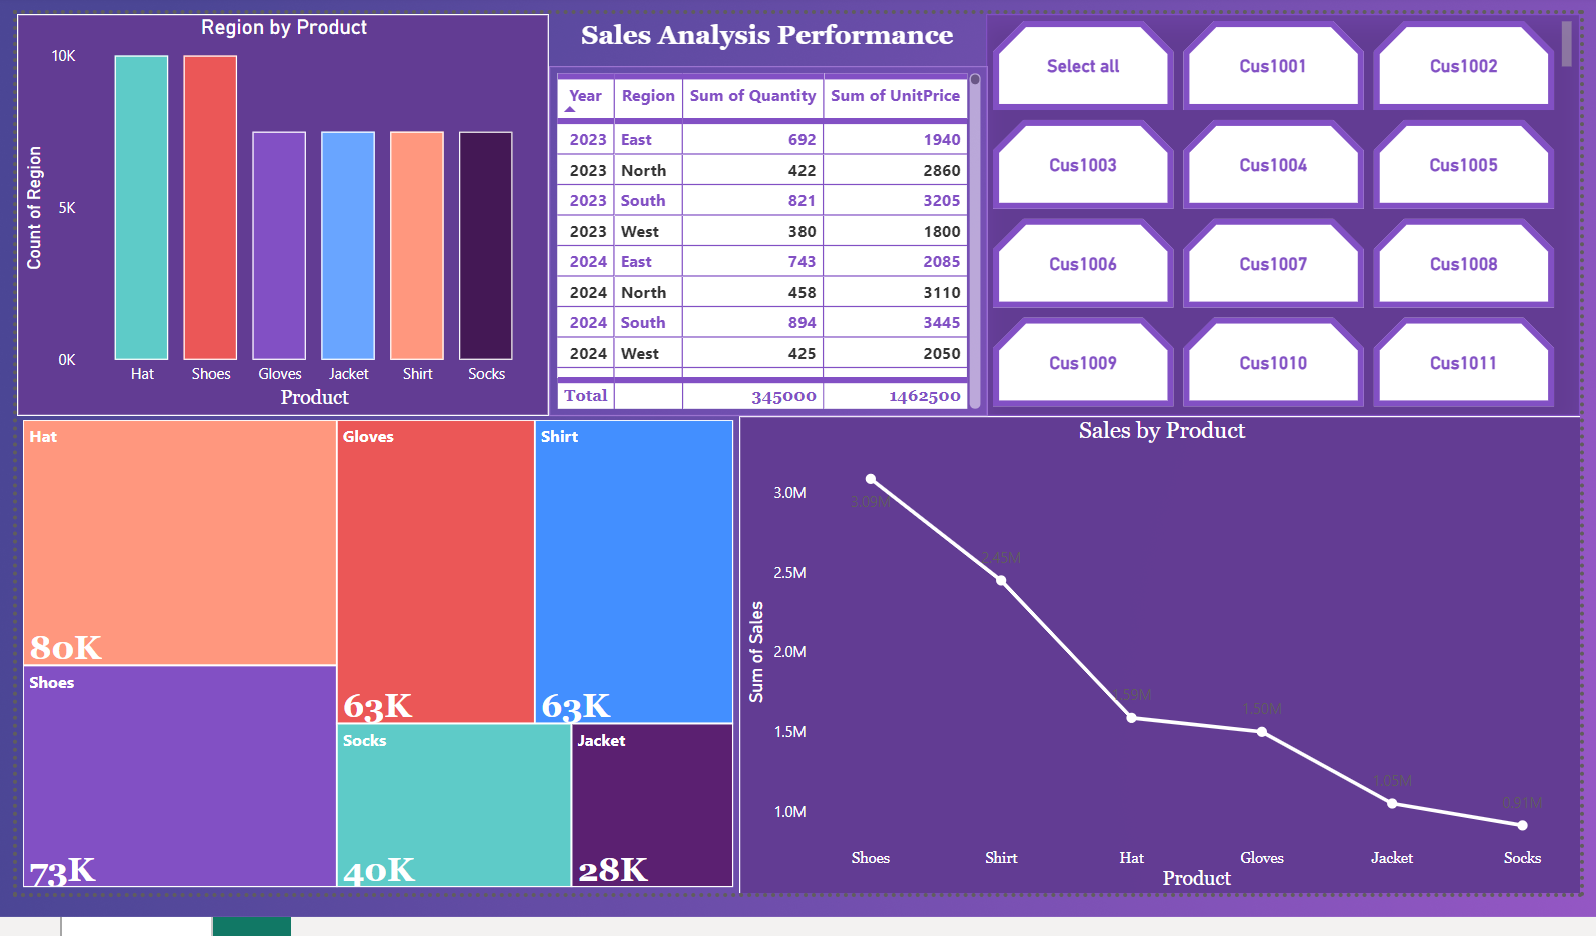 Region by Product
10K
5K
0K
Count of Region
Hat Shoes Gloves Jacket Shirt Socks
Product
Sales Analysis Performance
Year Region Sum of Quantity Sum of UnitPrice
2023 East 692 1940
2023 North 422 2860
2023 South 821 3205
2023 West 380 1800
2024 East 743 2085
2024 North 458 3110
2024 South 894 3445
2024 West 425 2050
Total 345000 1462500
Select all Cus1001 Cus1002
Cus1003 Cus1004 Cus1005
Cus1006 Cus1007 Cus1008
Cus1009 Cus1010 Cus1011
Hat
80K
Shoes
73K
Gloves
63K
Shirt
63K
Socks
40K
Jacket
28K
Sales by Product
3.0M
2.5M
2.0M
1.5M
1.0M
Sum of Sales
3.09M
2.45M
1.59M
1.50M
1.05M
0.91M
Shoes Shirt Hat Gloves Jacket Socks
Product